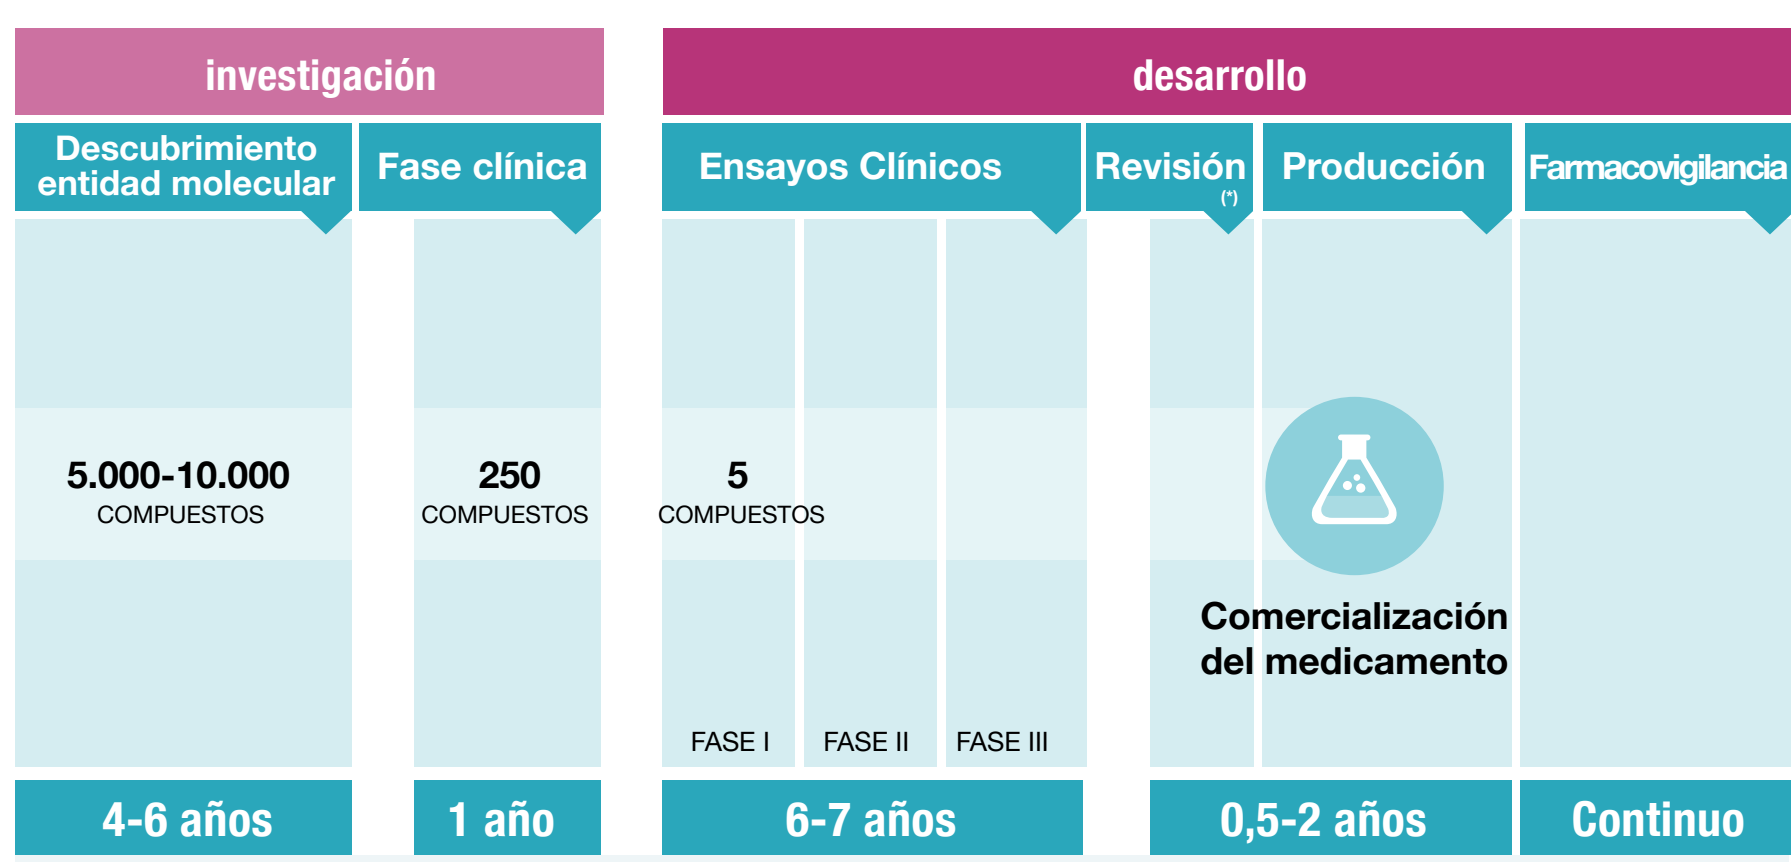 investigación
desarrollo
Descubrimiento
entidad molecular
Fase clínica
Ensayos Clínicos
Revisión
(*)
Producción
Farmacovigilancia
5.000-10.000
COMPUESTOS
250
COMPUESTOS
5
COMPUESTOS
Comercialización
del medicamento
FASE I
FASE II
FASE III
4-6 años
1 año
6-7 años
0,5-2 años
Continuo